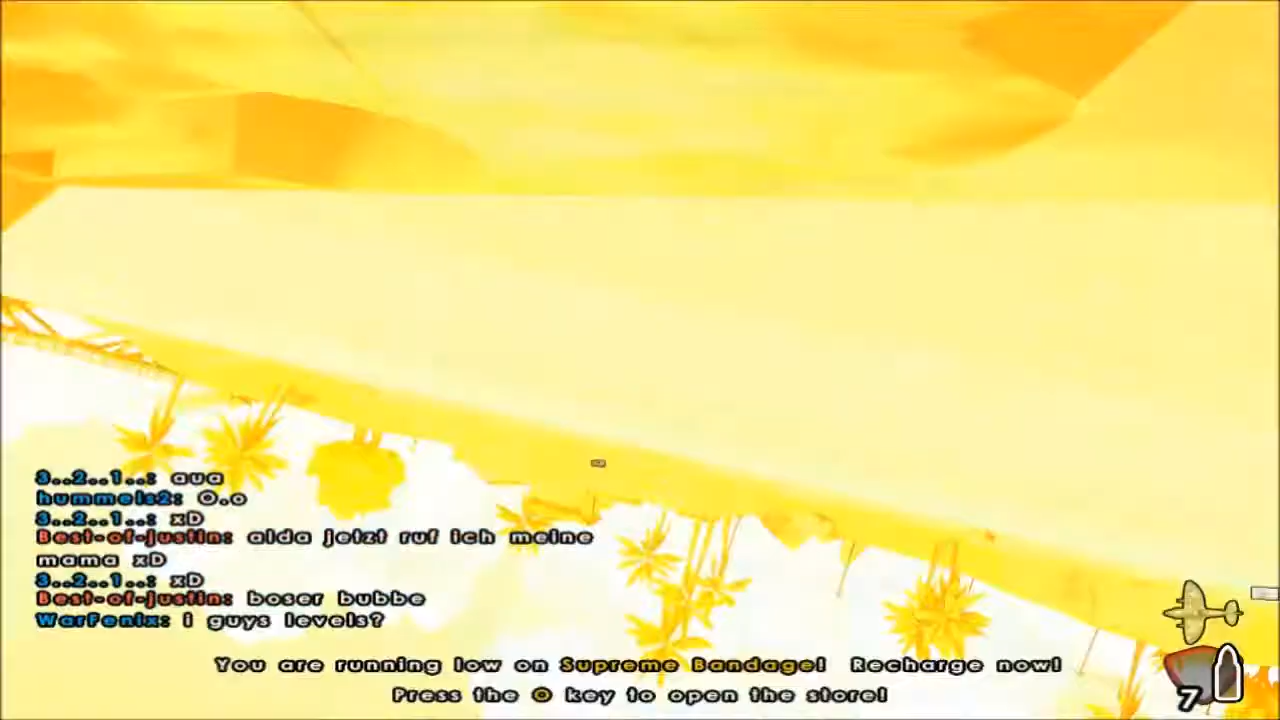 3..2..1..: aua
hummels2: O.o
3..2..1..: xD
Best-of-justin: alda jetzt ruf ich meine
mama xD
3..2..1..: xD
Best-of-justin: boser bubbe
WarFenix: i guys levels?
You are running low on Supreme Bandage! Recharge now!
Press the O key to open the store!
7